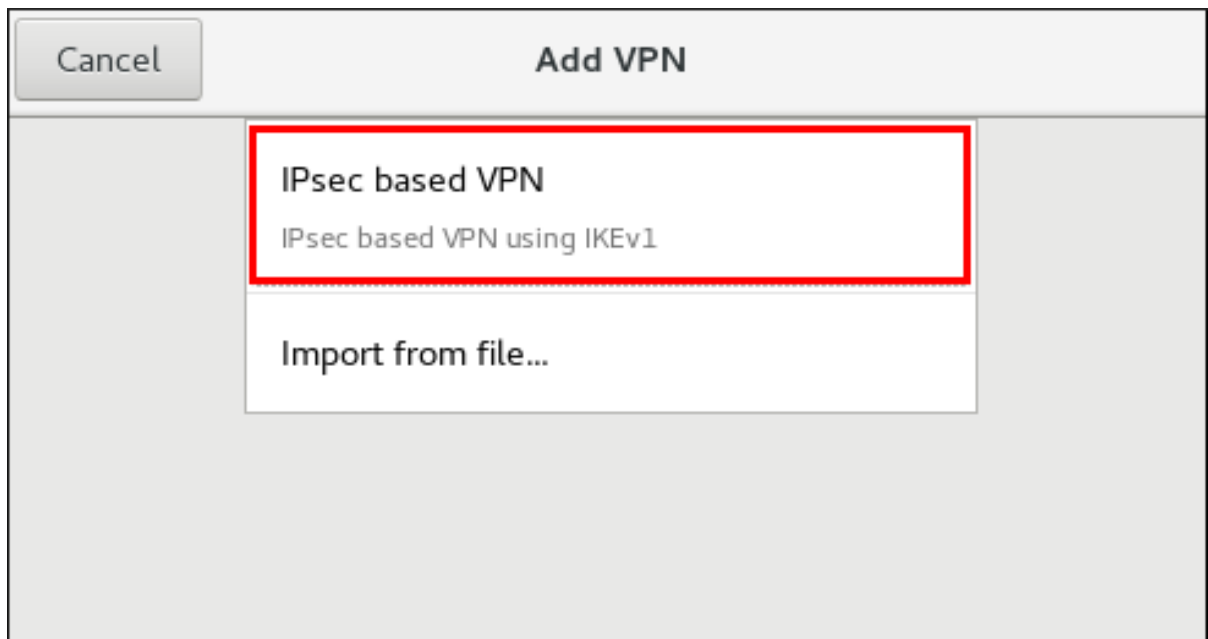 Cancel
Add VPN
IPsec based VPN
IPsec based VPN using IKEv1
Import from file...